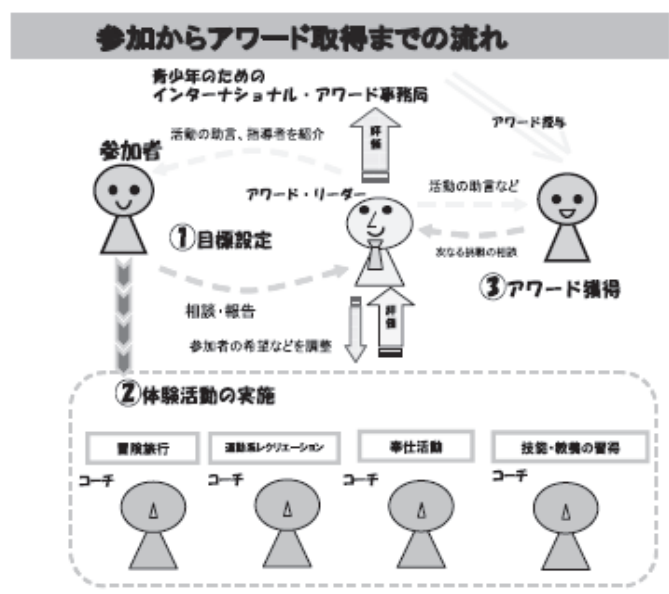 参加からアワード取得までの流れ
青少年のための
インターナショナル・アワード事務局
アワード授与
評価
活動の助言、指導者を紹介
参加者
アワード・リーダー
活動の助言など
①目標設定
次なる挑戦の相談
③アワード獲得
相談・報告
評価
参加者の希望などを調整
②体験活動の実施
冒険旅行
運動系レクリエーション
奉仕活動
技能・教養の習得
コーチ
コーチ
コーチ
コーチ